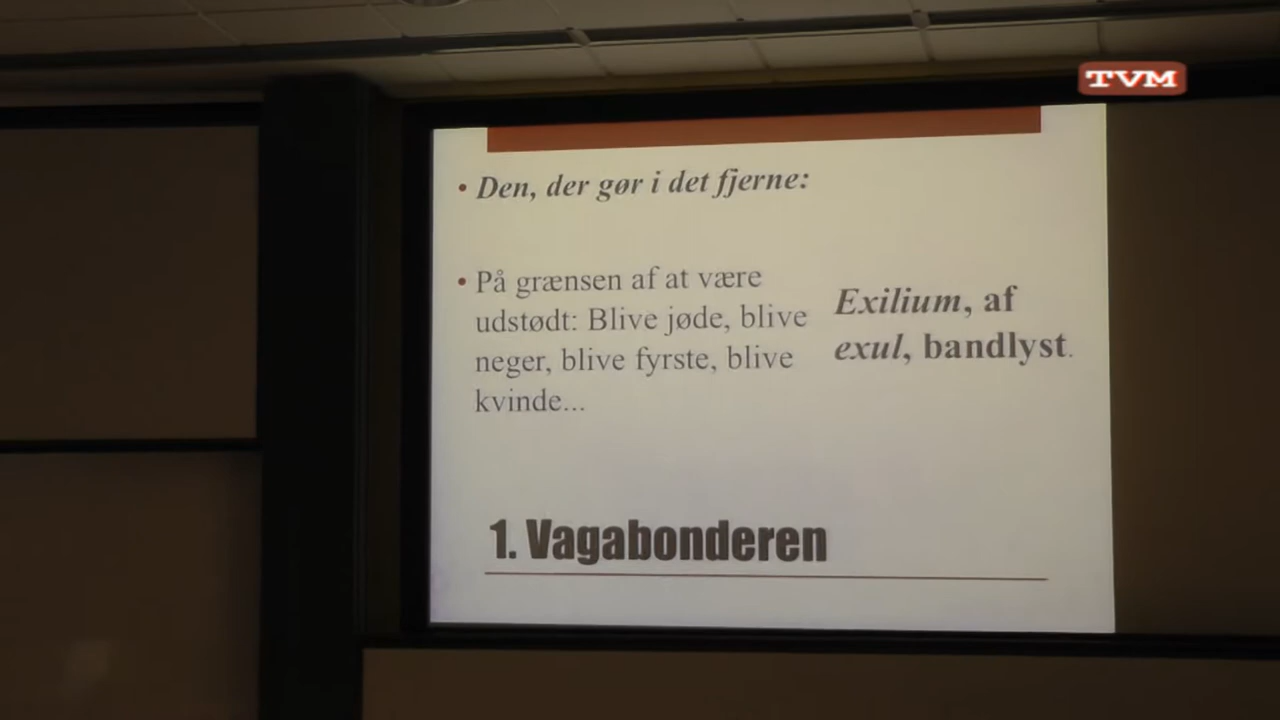 TVM
• Den, der gør i det fjerne:
• På grænsen af at være
udstødt: Blive jøde, blive
neger, blive fyrste, blive
kvinde...
Exilium, af
exul, bandlyst.
1. Vagabonderen